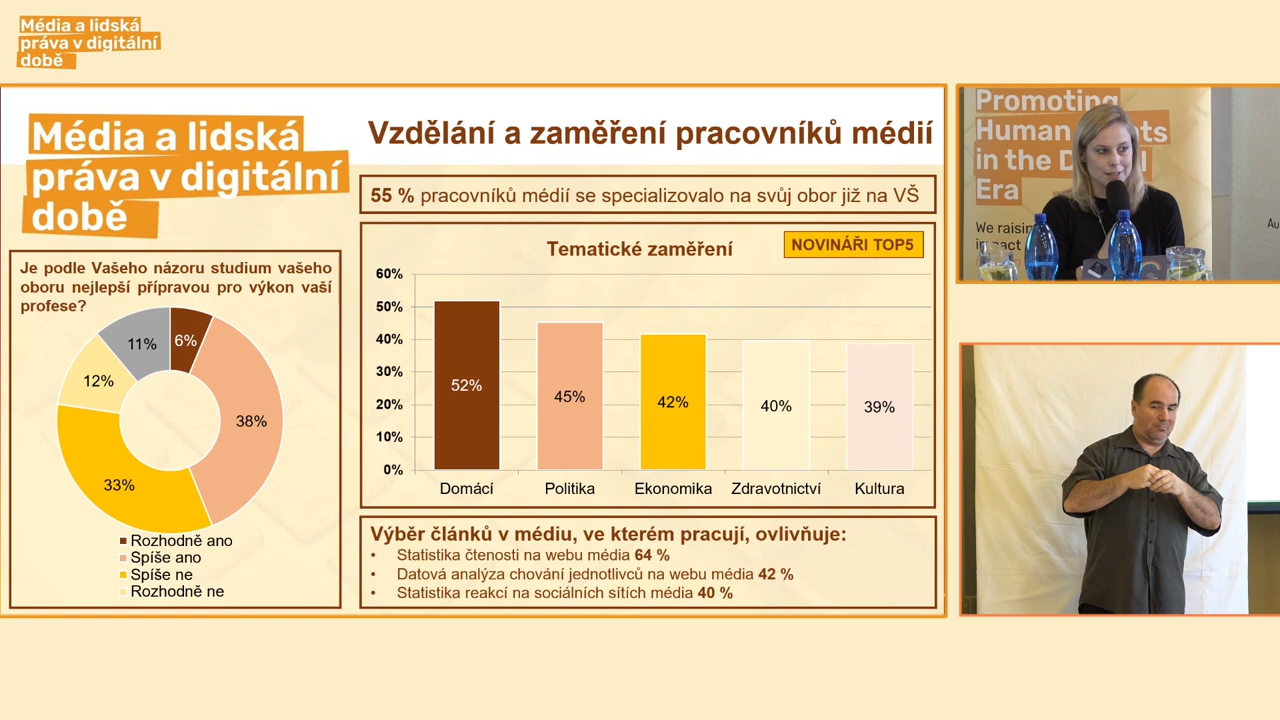 Média a lidská
práva v digitální
době
Média a lidská
práva v digitální
době
Vzdělání a zaměření pracovníků médií
55 % pracovníků médií se specializovalo na svůj obor již na VŠ
Je podle Vašeho názoru studium vašeho
oboru nejlepší přípravou pro výkon vaší
profese?
11%
6%
12%
38%
33%
Rozhodně ano
Spíše ano
Spíše ne
Rozhodně ne
Tematické zaměření
NOVINÁŘI TOP5
60%
50%
40%
30%
20%
10%
0%
52%
45%
42%
40%
39%
Domácí
Politika
Ekonomika
Zdravotnictví
Kultura
Výběr článků v médiu, ve kterém pracují, ovlivňuje:
• Statistika čtenosti na webu média 64 %
• Datová analýza chování jednotlivců na webu média 42 %
• Statistika reakcí na sociálních sítích média 40 %
Promoting
Human
in the
Era
We